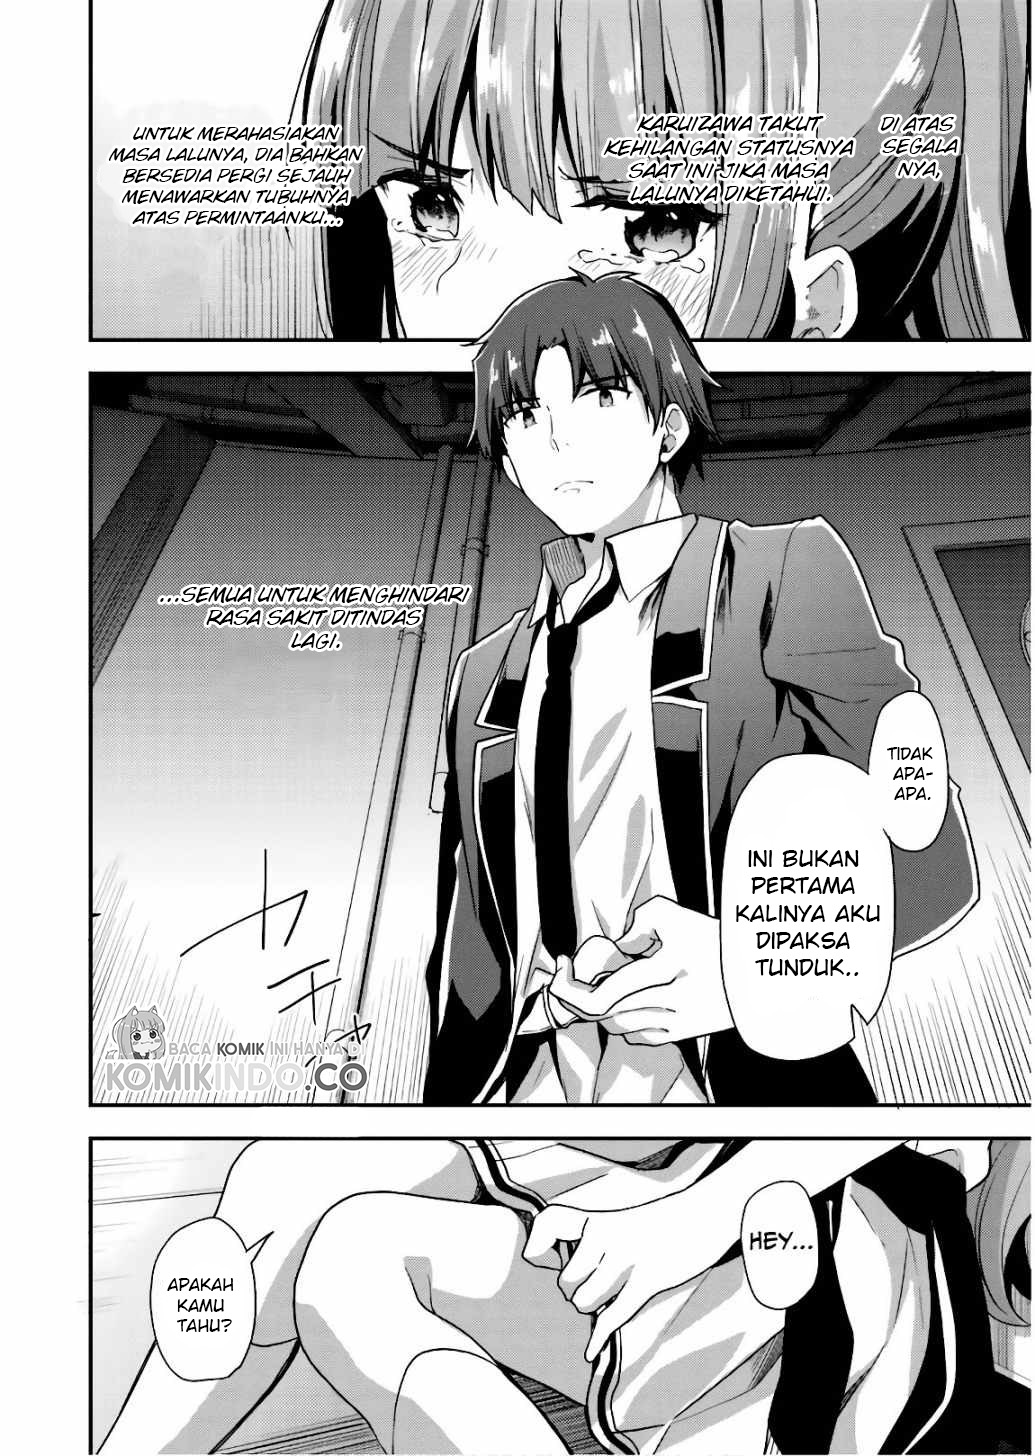 DI ATAS
SEGALA
NYA,
KARUIZAWA TAKUT
KEHILANGAN STATUSNYA
SAAT INI JIKA MASA
LALUNYA DIKETAHUI.
UNTUK MERAHASIAKAN
MASA LALUNYA, DIA BAHKAN
BERSEDIA PERGI SEJAUH
MENAWARKAN TUBUHNYA
ATAS PERMINTAANKU...
...SEMUA UNTUK MENGHINDARI
RASA SAKIT DITINDAS
LAGI.
TIDAK
APA-
APA.
INI BUKAN
PERTAMA
KALINYA AKU
DIPAKSA
TUNDUK..
カチャ
BACA KOMIK INI HANYA DI
KOMIKINDO.CO
HEY...
APAKAH
KAMU
TAHU?